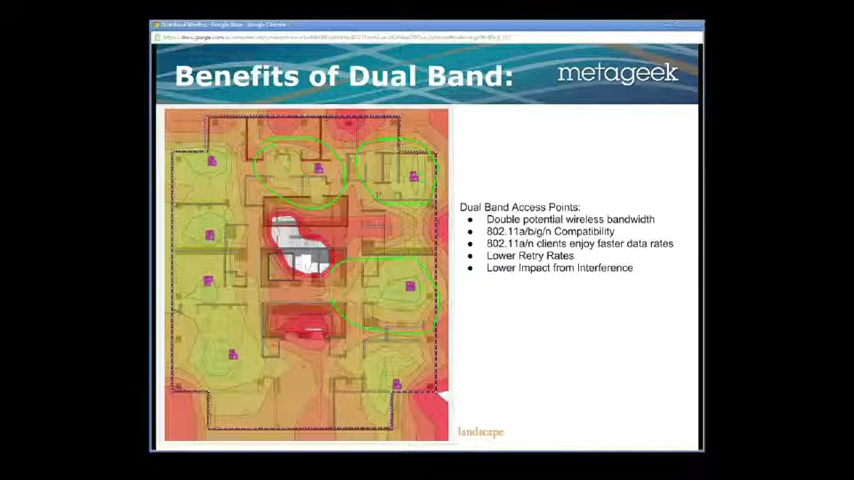 Benefits of Dual Band:
metageek
Dual Band Access Points:
● Double potential wireless bandwidth
● 802.11a/b/g/n Compatibility
● 802.11a/n clients enjoy faster data rates
● Lower Retry Rates
● Lower Impact from Interference
landscape